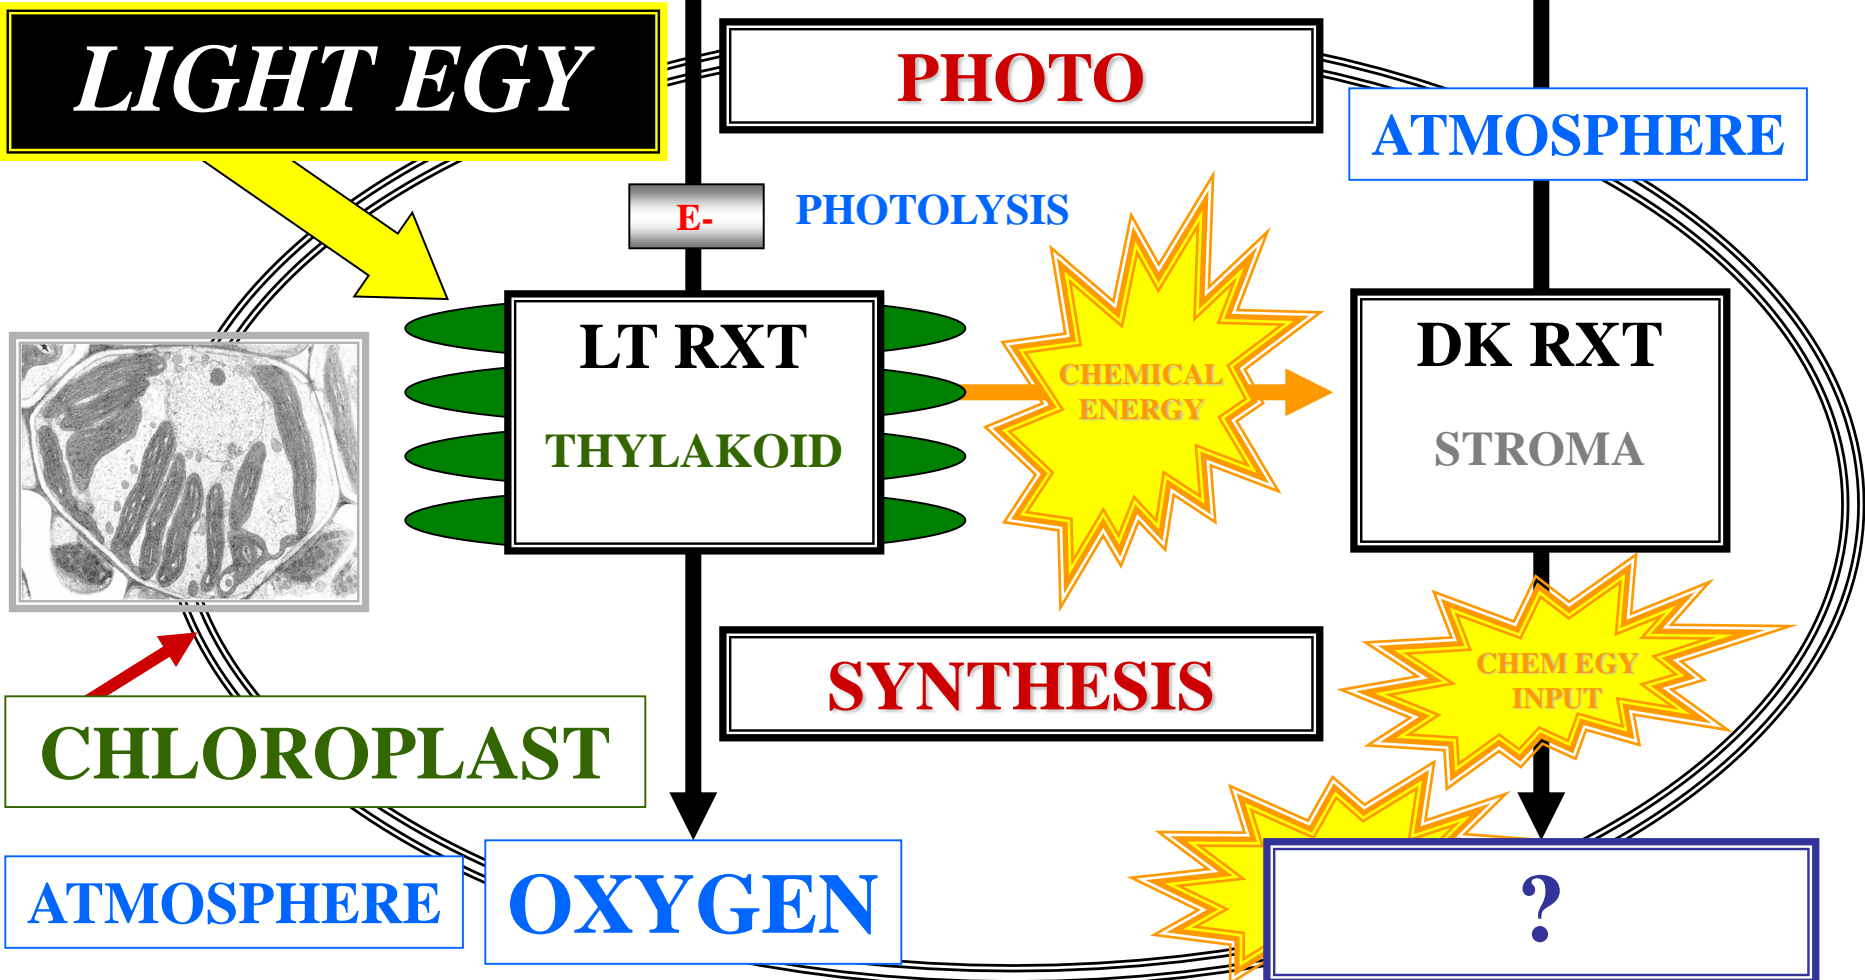 LIGHT EGY
PHOTO
ATMOSPHERE
E-
PHOTOLYSIS
LT RXT
THYLAKOID
CHEMICAL
ENERGY
DK RXT
STROMA
SYNTHESIS
CHEM EGY
INPUT
CHLOROPLAST
ATMOSPHERE
OXYGEN
?